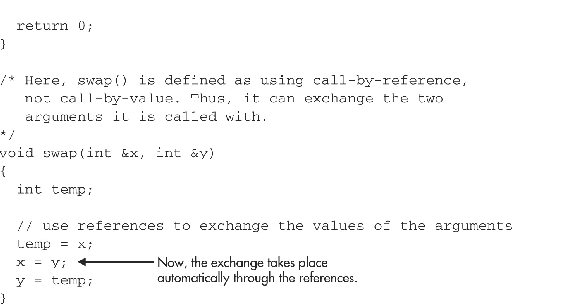 return 0;
}
/* Here, swap() is defined as using call-by-reference,
not call-by-value. Thus, it can exchange the two
arguments it is called with.
*/
void swap(int &x, int &y)
{
int temp;
// use references to exchange the values of the arguments
temp = x;
x = y; Now, the exchange takes place
automatically through the references.
y = temp;
}